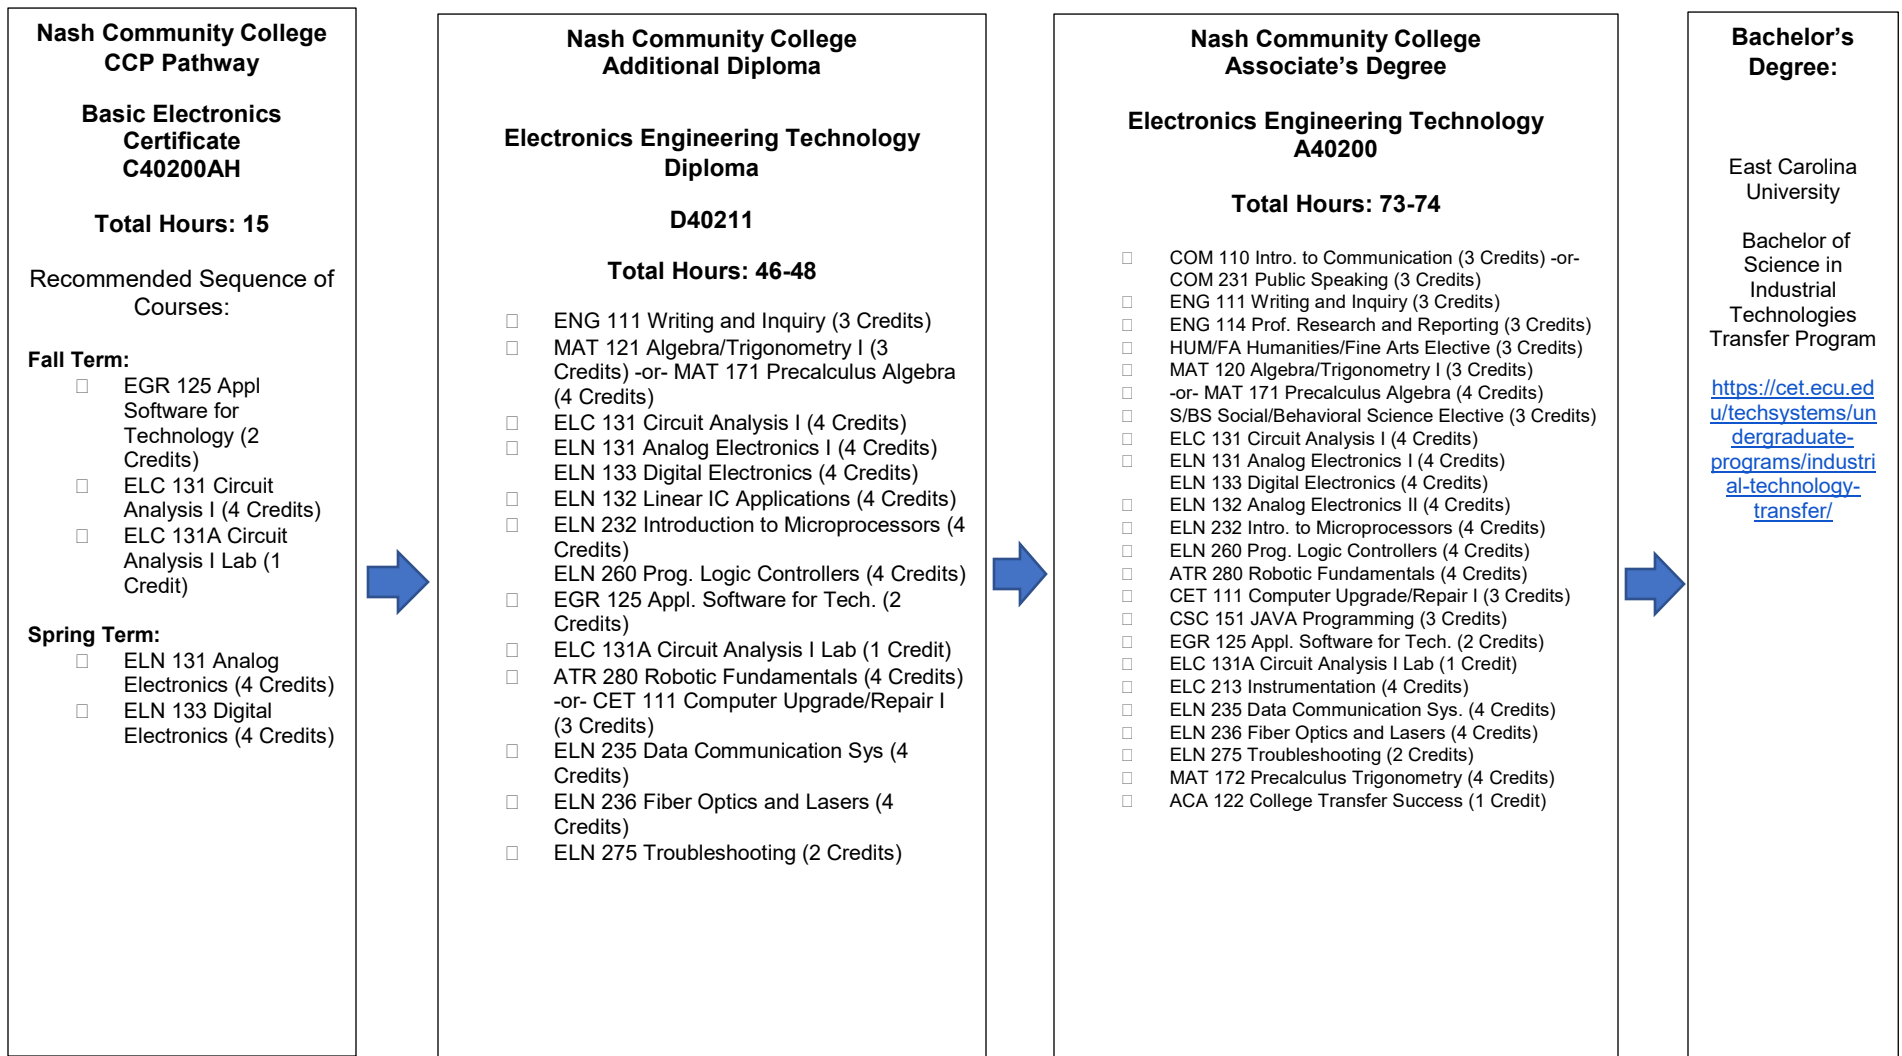 Nash Community College
CCP Pathway
Basic Electronics
Certificate
C40200AH
Total Hours: 15
Recommended Sequence of
Courses:
Fall Term:
EGR 125 Appl
Software for
Technology (2
Credits)
ELC 131 Circuit
Analysis I (4 Credits)
ELC 131A Circuit
Analysis I Lab (1
Credit)
Spring Term:
ELN 131 Analog
Electronics (4 Credits)
ELN 133 Digital
Electronics (4 Credits)
Nash Community College
Additional Diploma
Electronics Engineering Technology
Diploma
D40211
Total Hours: 46-48
ENG 111 Writing and Inquiry (3 Credits)
MAT 121 Algebra/Trigonometry I (3
Credits) -or- MAT 171 Precalculus Algebra
(4 Credits)
ELC 131 Circuit Analysis I (4 Credits)
ELN 131 Analog Electronics I (4 Credits)
ELN 133 Digital Electronics (4 Credits)
ELN 132 Linear IC Applications (4 Credits)
ELN 232 Introduction to Microprocessors (4
Credits)
ELN 260 Prog. Logic Controllers (4 Credits)
EGR 125 Appl. Software for Tech. (2
Credits)
ELC 131A Circuit Analysis I Lab (1 Credit)
ATR 280 Robotic Fundamentals (4 Credits)
-or- CET 111 Computer Upgrade/Repair I
(3 Credits)
ELN 235 Data Communication Sys (4
Credits)
ELN 236 Fiber Optics and Lasers (4
Credits)
ELN 275 Troubleshooting (2 Credits)
Nash Community College
Associate's Degree
Electronics Engineering Technology
A40200
Total Hours: 73-74
COM 110 Intro. to Communication (3 Credits) -or-
COM 231 Public Speaking (3 Credits)
ENG 111 Writing and Inquiry (3 Credits)
ENG 114 Prof. Research and Reporting (3 Credits)
HUM/FA Humanities/Fine Arts Elective (3 Credits)
MAT 120 Algebra/Trigonometry I (3 Credits)
-or- MAT 171 Precalculus Algebra (4 Credits)
S/BS Social/Behavioral Science Elective (3 Credits)
ELC 131 Circuit Analysis I (4 Credits)
ELN 131 Analog Electronics I (4 Credits)
ELN 133 Digital Electronics (4 Credits)
ELN 132 Analog Electronics II (4 Credits)
ELN 232 Intro. to Microprocessors (4 Credits)
ELN 260 Prog. Logic Controllers (4 Credits)
ATR 280 Robotic Fundamentals (4 Credits)
CET 111 Computer Upgrade/Repair I (3 Credits)
CSC 151 JAVA Programming (3 Credits)
EGR 125 Appl. Software for Tech. (2 Credits)
ELC 131A Circuit Analysis I Lab (1 Credit)
ELC 213 Instrumentation (4 Credits)
ELN 235 Data Communication Sys. (4 Credits)
ELN 236 Fiber Optics and Lasers (4 Credits)
ELN 275 Troubleshooting (2 Credits)
MAT 172 Precalculus Trigonometry (4 Credits)
ACA 122 College Transfer Success (1 Credit)
Bachelor's
Degree:
East Carolina
University
Bachelor of
Science in
Industrial
Technologies
Transfer Program
https://cet.ecu.ed
u/techsystems/un
dergraduate-
programs/industri
al-technology-
transfer/